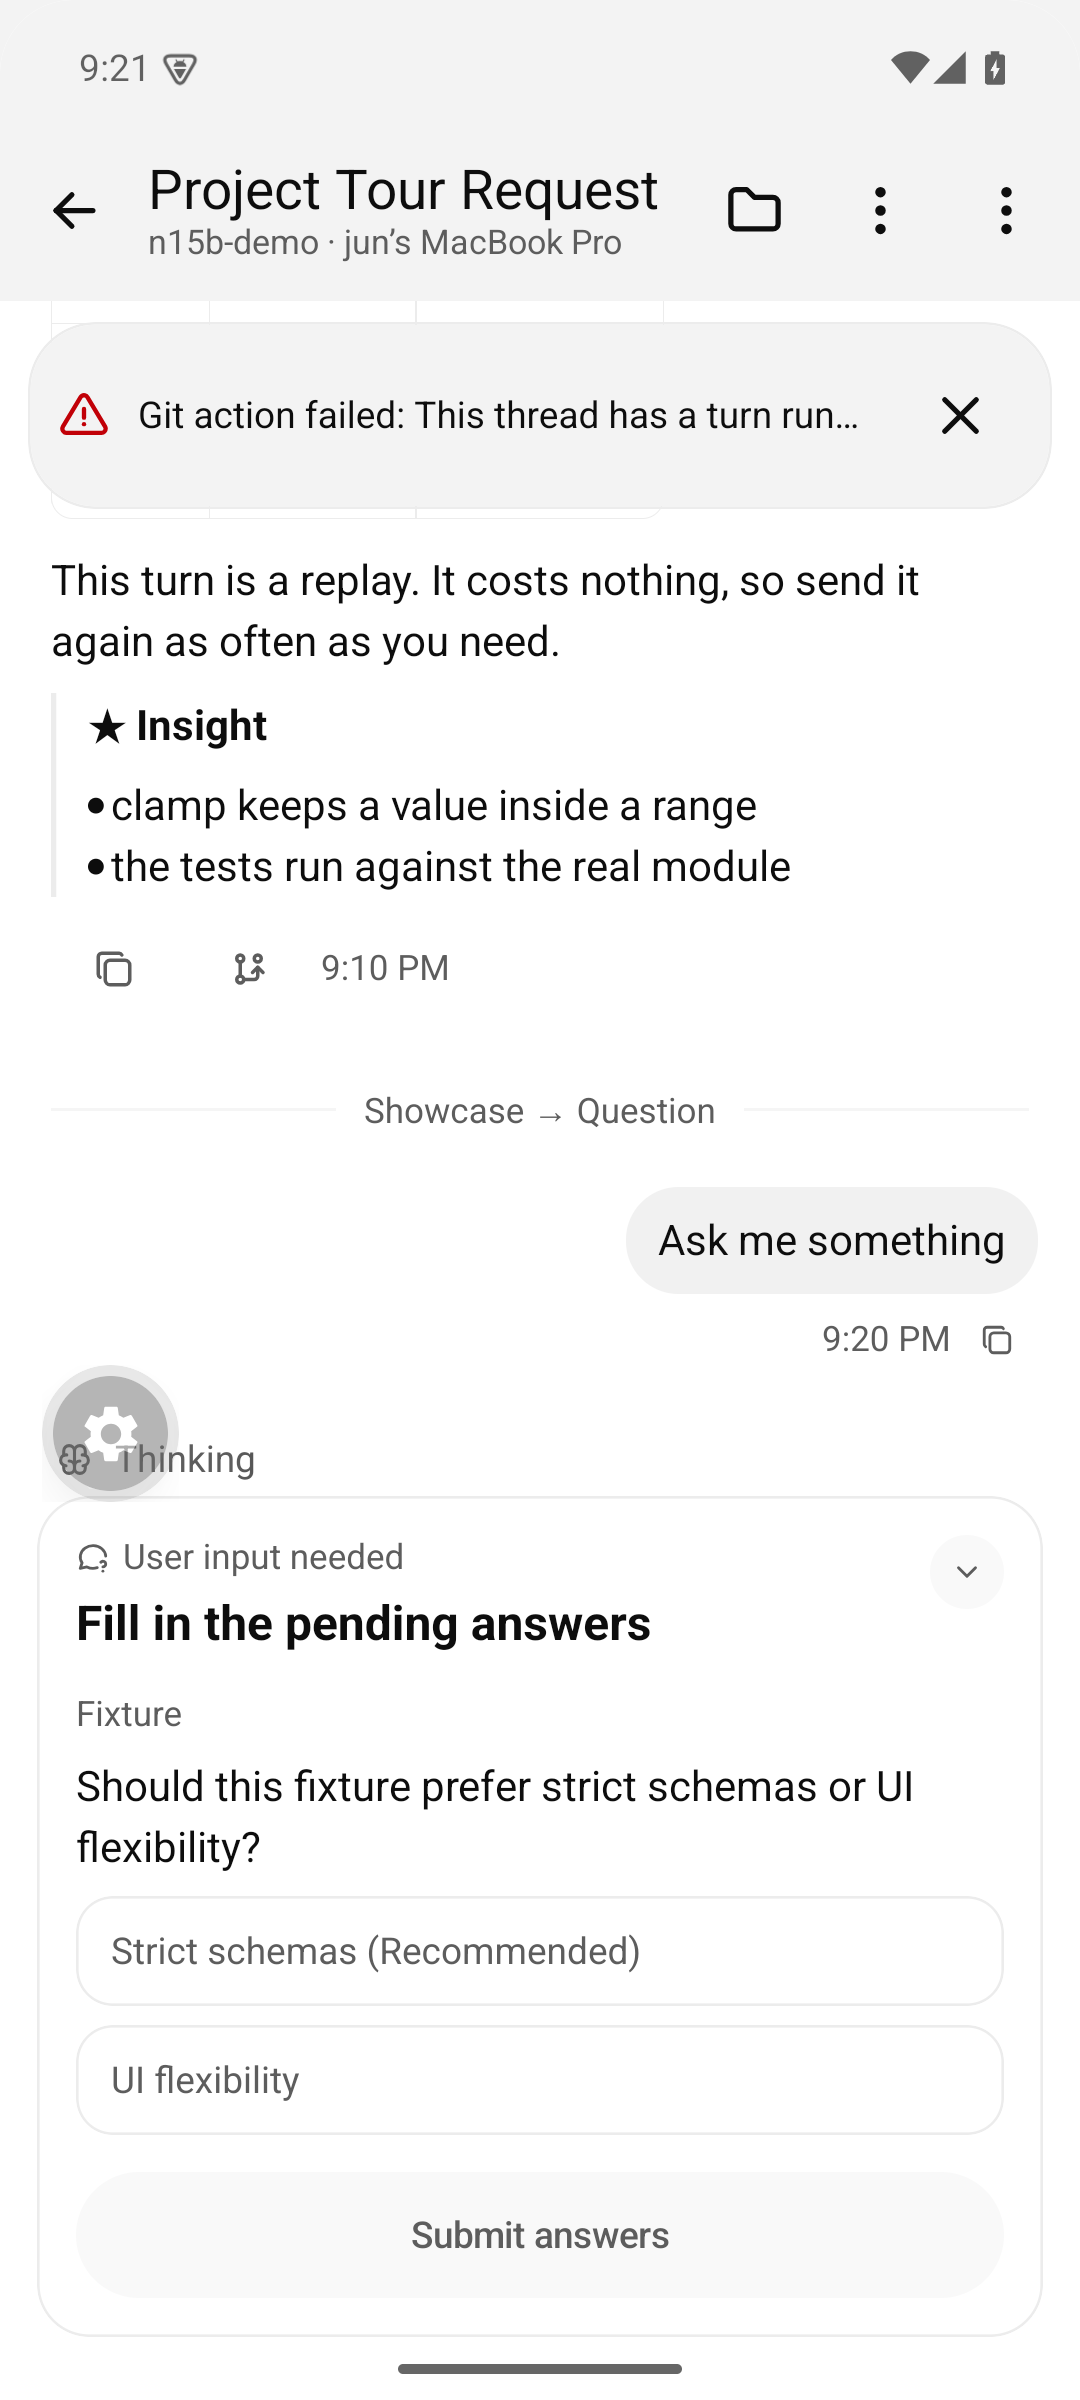 9:21
Project Tour Request
n15b-demo · jun’s MacBook Pro
Git action failed: This thread has a turn run…
This turn is a replay. It costs nothing, so send it
again as often as you need.
★ Insight
• clamp keeps a value inside a range
• the tests run against the real module
9:10 PM
Showcase → Question
Ask me something
9:20 PM
Thinking
User input needed
Fill in the pending answers
Fixture
Should this fixture prefer strict schemas or UI
flexibility?
Strict schemas (Recommended)
UI flexibility
Submit answers